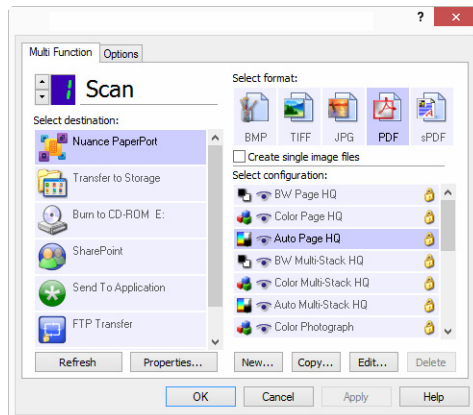 ?
Multi Function
Options
1
Scan
Select destination:
Nuance PaperPort
Transfer to Storage
Burn to CD-ROM E:
SharePoint
Send To Application
FTP Transfer
Refresh
Properties...
Select format:
BMP
TIFF
JPG
PDF
sPDF
Create single image files
Select configuration:
BW Page HQ
Color Page HQ
Auto Page HQ
BW Multi-Stack HQ
Color Multi-Stack HQ
Auto Multi-Stack HQ
Color Photograph
New...
Copy...
Edit...
Delete
OK
Cancel
Apply
Help